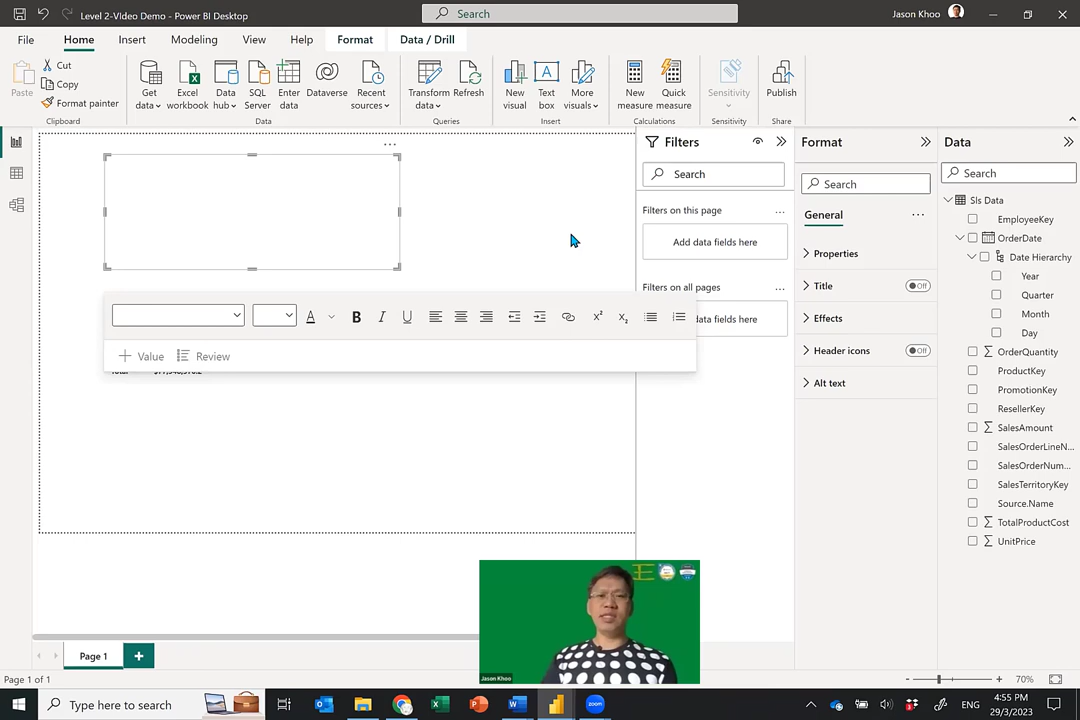 Level 2-VIdeo Demo - Power BI Desktop
Search
Jason Khoo
File
Home
Insert
Modeling
View
Help
Format
Data / Drill
Paste
Cut
Copy
Format painter
Get data
Excel workbook
Data hub
SQL Server
Enter data
Dataverse
Recent sources
Transform data
Refresh
New visual
Text box
More visuals
New measure
Quick measure
Sensitivity
Publish
Clipboard
Data
Queries
Insert
Calculations
Sensitivity
Share
Filters
Search
Filters on this page
Add data fields here
Filters on all pages
data fields here
Format
Search
General
Properties
Title
Off
Effects
Header icons
Off
Alt text
Data
Search
Sls Data
EmployeeKey
OrderDate
Date Hierarchy
Year
Quarter
Month
Day
OrderQuantity
ProductKey
PromotionKey
ResellerKey
SalesAmount
SalesOrderLineN...
SalesOrderNum...
SalesTerritoryKey
Source.Name
TotalProductCost
UnitPrice
Value
Review
Jason Khoo
Page 1
Page 1 of 1
70%
Type here to search
zoom
ENG
4:55 PM
29/3/2023